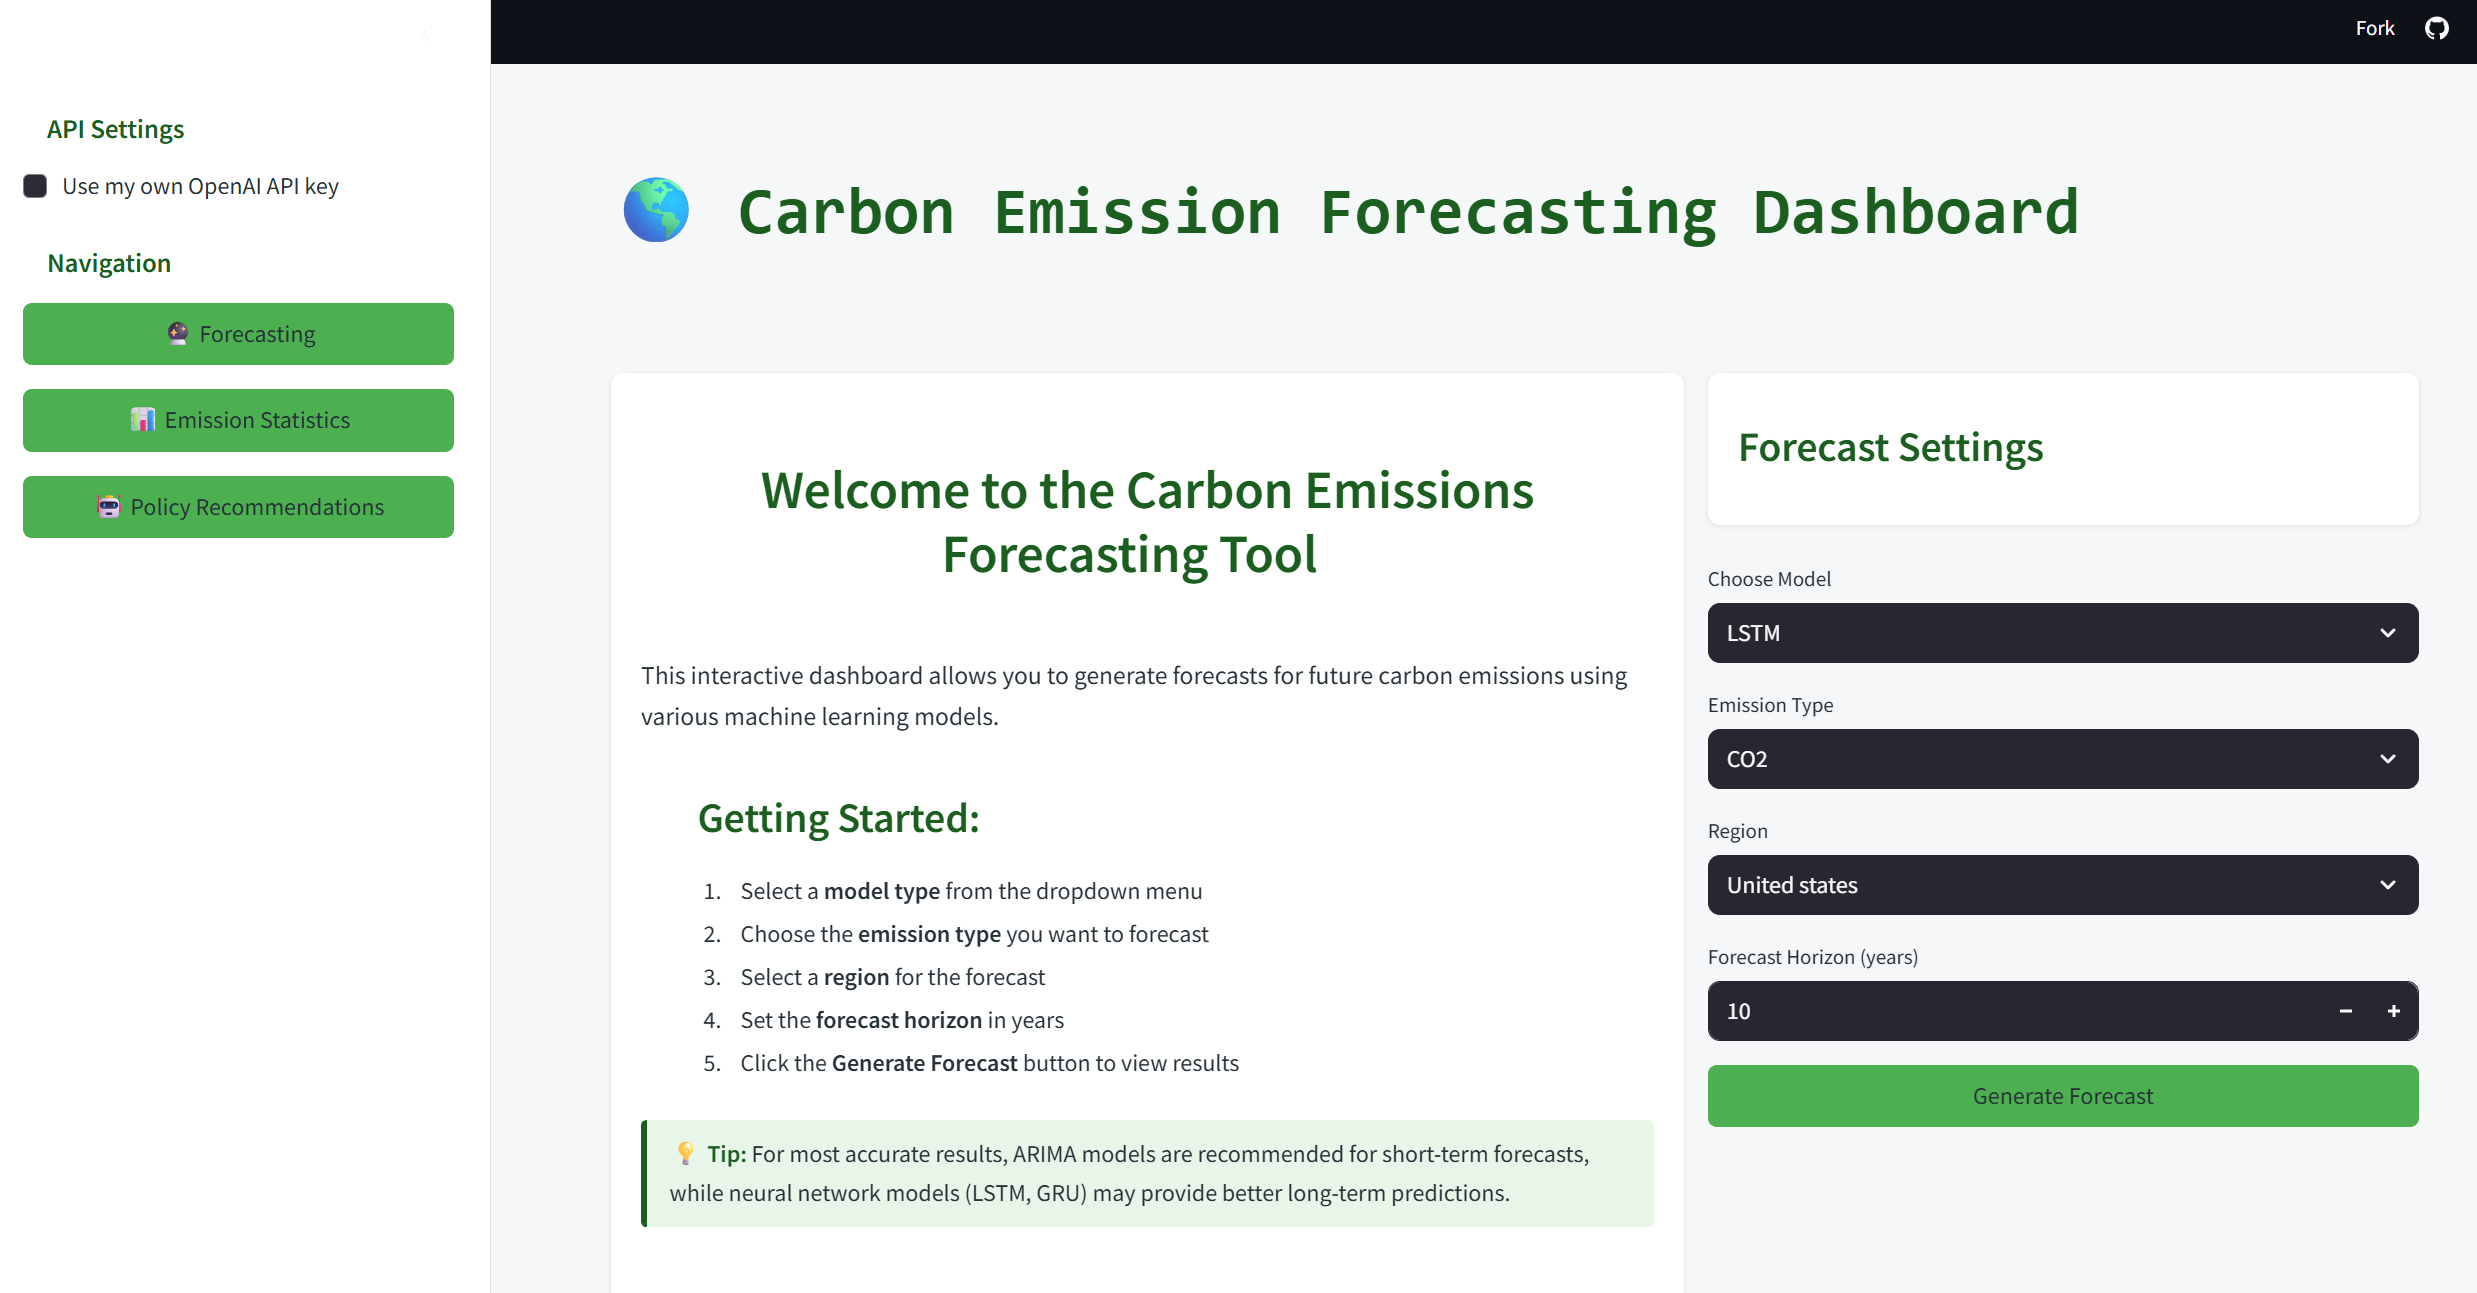 Fork
API Settings
Use my own OpenAI API key
Navigation
Forecasting
Emission Statistics
Policy Recommendations
Carbon Emission Forecasting Dashboard
Welcome to the Carbon Emissions
Forecasting Tool
This interactive dashboard allows you to generate forecasts for future carbon emissions using
various machine learning models.
Getting Started:
1. Select a model type from the dropdown menu
2. Choose the emission type you want to forecast
3. Select a region for the forecast
4. Set the forecast horizon in years
5. Click the Generate Forecast button to view results
Tip: For most accurate results, ARIMA models are recommended for short-term forecasts,
while neural network models (LSTM, GRU) may provide better long-term predictions.
Forecast Settings
Choose Model
LSTM
Emission Type
CO2
Region
United states
Forecast Horizon (years)
10
Generate Forecast